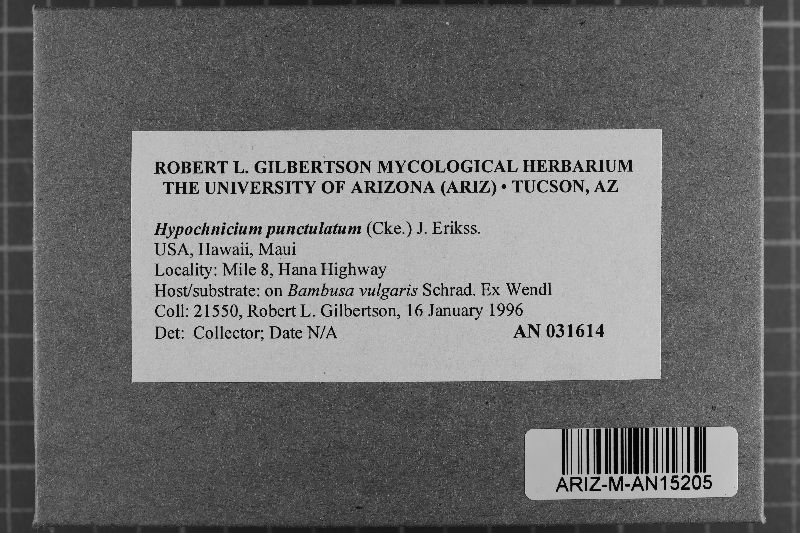 ROBERT L. GILBERTSON MYCOLOGICAL HERBARIUM
THE UNIVERSITY OF ARIZONA (ARIZ) • TUCSON, AZ
Hypochnicium punctulatum (Cke.) J. Erikss.
USA, Hawaii, Maui
Locality: Mile 8, Hana Highway
Host/substrate: on Bambusa vulgaris Schrad. Ex Wendl
Coll: 21550, Robert L. Gilbertson, 16 January 1996
Det: Collector; Date N/A AN 031614
ARIZ-M-AN15205